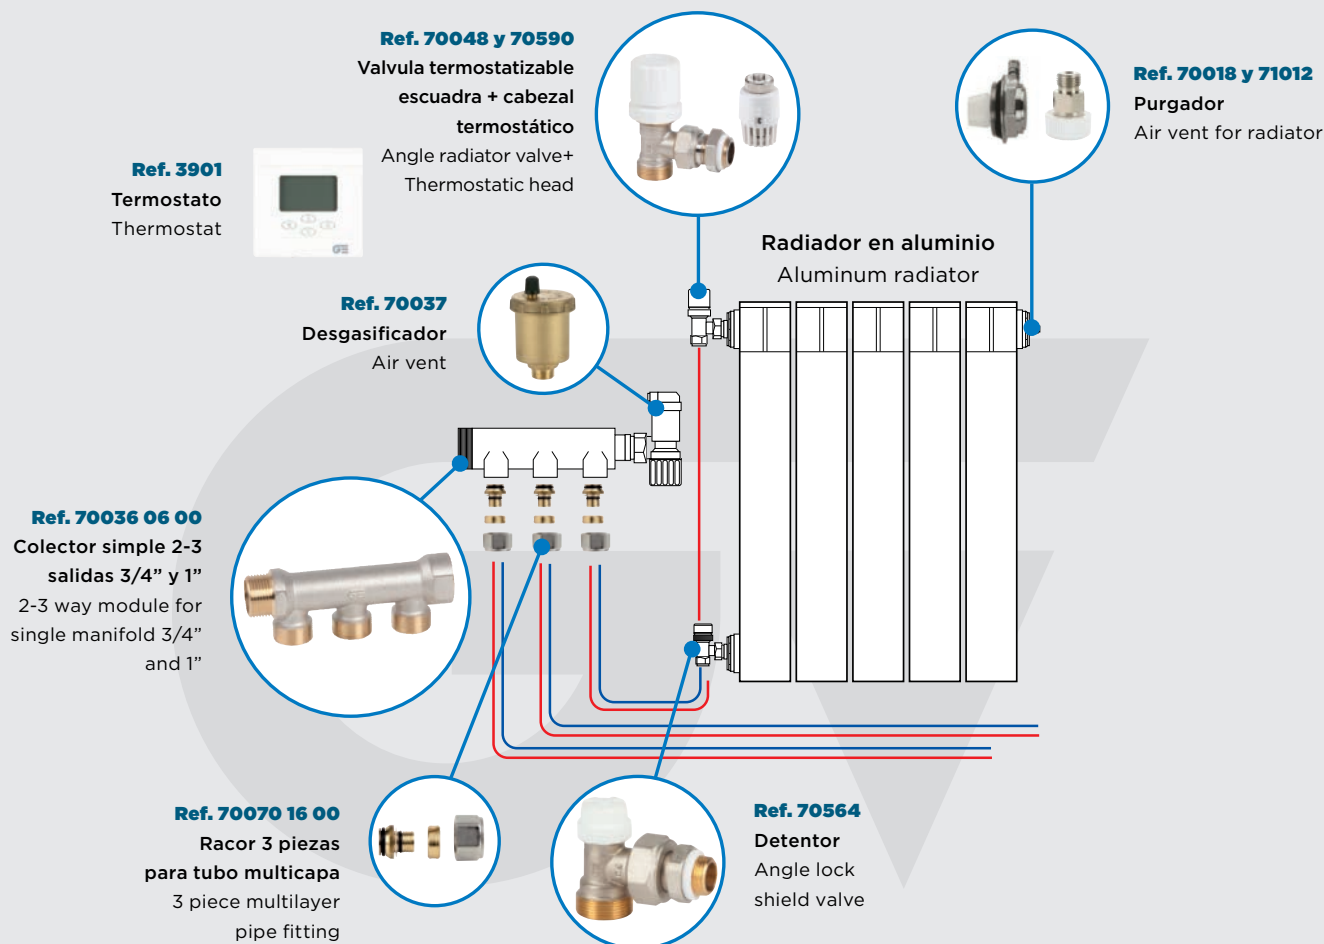 Ref. 70048 y 70590
Valvula termostatizable
escuadra + cabezal
termostático
Angle radiator valve+
Thermostatic head
Ref. 70018 y 71012
Purgador
Air vent for radiator
Ref. 3901
Termostato
Thermostat
Radiador en aluminio
Aluminum radiator
Ref. 70037
Desgasificador
Air vent
Ref. 70036 06 00
Colector simple 2-3
salidas 3/4” y 1”
2-3 way module for
single manifold 3/4”
and 1”
Ref. 70070 16 00
Racor 3 piezas
para tubo multicapa
3 piece multilayer
pipe fitting
Ref. 70564
Detentor
Angle lock
shield valve